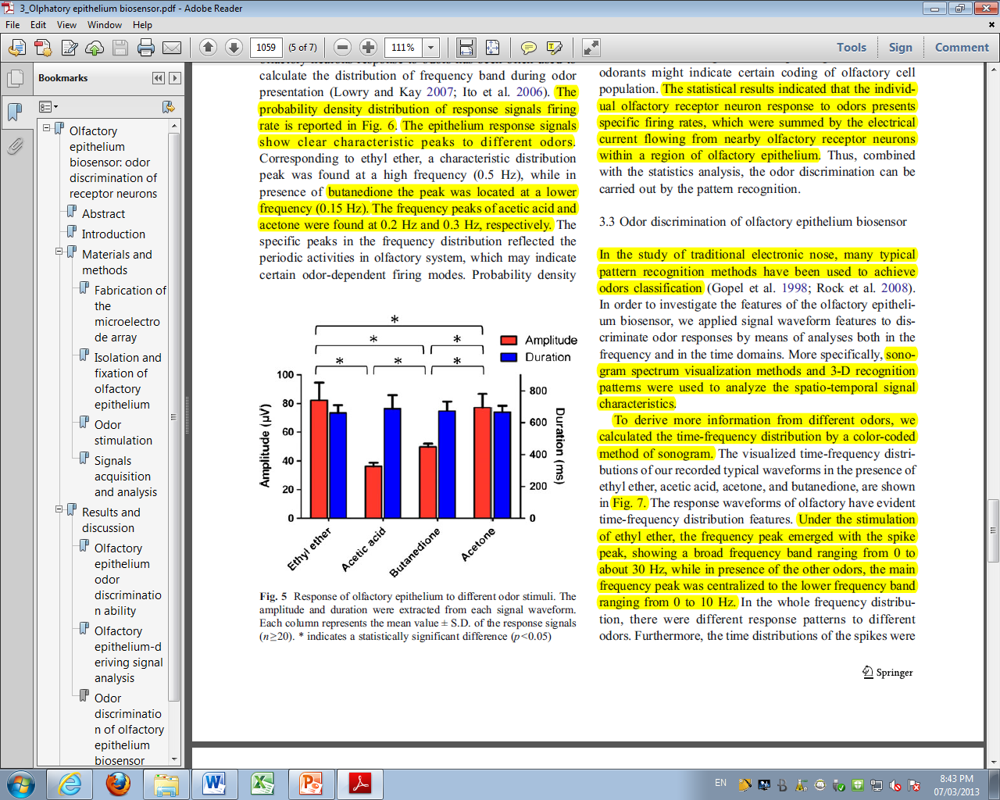 3_Olphatory epithelium biosensor.pdf - Adobe Reader
File Edit View Window Help
1059 (5 of 7) 111% Tools Sign Comment
Bookmarks
Olfactory
epithelium
biosensor: odor
discrimination of
receptor neurons
Abstract
Introduction
Materials and
methods
Fabrication of
the
microelectro
de array
Isolation and
fixation of
olfactory
epithelium
Odor
stimulation
Signals
acquisition
and analysis
Results and
discussion
Olfactory
epithelium
odor
discriminatio
n ability
Olfactory
epithelium-d
eriving signal
analysis
Odor
discriminatio
n of olfactory
epithelium
biosensor
calculate the distribution of frequency band during odor
presentation (Lowry and Kay 2007; Ito et al. 2006). The
probability density distribution of response signals firing
rate is reported in Fig. 6. The epithelium response signals
show clear characteristic peaks to different odors.
Corresponding to ethyl ether, a characteristic distribution
peak was found at a high frequency (0.5 Hz), while in
presence of butanedione the peak was located at a lower
frequency (0.15 Hz). The frequency peaks of acetic acid and
acetone were found at 0.2 Hz and 0.3 Hz, respectively. The
specific peaks in the frequency distribution reflected the
periodic activities in olfactory system, which may indicate
certain odor-dependent firing modes. Probability density
*
* *
* * *
Amplitude
Duration
100
80
60
40
20
0
Amplitude (µV)
800
600
400
200
0
Duration (ms)
Ethyl ether
Acetic acid
Butanedione
Acetone
Fig. 5 Response of olfactory epithelium to different odor stimuli. The
amplitude and duration were extracted from each signal waveform.
Each column represents the mean value ± S.D. of the response signals
(n≥20). * indicates a statistically significant difference (p<0.05)
odorants might indicate certain coding of olfactory cell
population. The statistical results indicated that the individ-
ual olfactory receptor neuron response to odors presents
specific firing rates, which were summed by the electrical
current flowing from nearby olfactory receptor neurons
within a region of olfactory epithelium. Thus, combined
with the statistics analysis, the odor discrimination can be
carried out by the pattern recognition.
3.3 Odor discrimination of olfactory epithelium biosensor
In the study of traditional electronic nose, many typical
pattern recognition methods have been used to achieve
odors classification (Gopel et al. 1998; Rock et al. 2008).
In order to investigate the features of the olfactory epitheli-
um biosensor, we applied signal waveform features to dis-
criminate odor responses by means of analyses both in the
frequency and in the time domains. More specifically, sono-
gram spectrum visualization methods and 3-D recognition
patterns were used to analyze the spatio-temporal signal
characteristics.
To derive more information from different odors, we
calculated the time-frequency distribution by a color-coded
method of sonogram. The visualized time-frequency distri-
butions of our recorded typical waveforms in the presence of
ethyl ether, acetic acid, acetone, and butanedione, are shown
in Fig. 7. The response waveforms of olfactory have evident
time-frequency distribution features. Under the stimulation
of ethyl ether, the frequency peak emerged with the spike
peak, showing a broad frequency band ranging from 0 to
about 30 Hz, while in presence of the other odors, the main
frequency peak was centralized to the lower frequency band
ranging from 0 to 10 Hz. In the whole frequency distribu-
tion, there were different response patterns to different
odors. Furthermore, the time distributions of the spikes were
Springer
EN
8:43 PM
07/03/2013